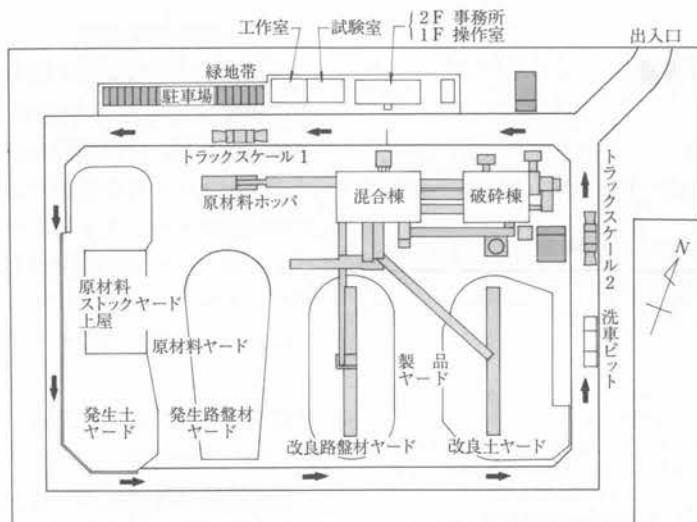 工作室
試験室
2F 事務所
1F 操作室
出入口
緑地帯
駐車場
トラックスケール1
原材料ホッパ
混合棟
破砕棟
トラックスケール2
N
洗車ピット
原材料
ストックヤード
上屋
原材料ヤード
製品
ヤード
発生土
ヤード
発生路盤材
ヤード
改良路盤材ヤード
改良土ヤード